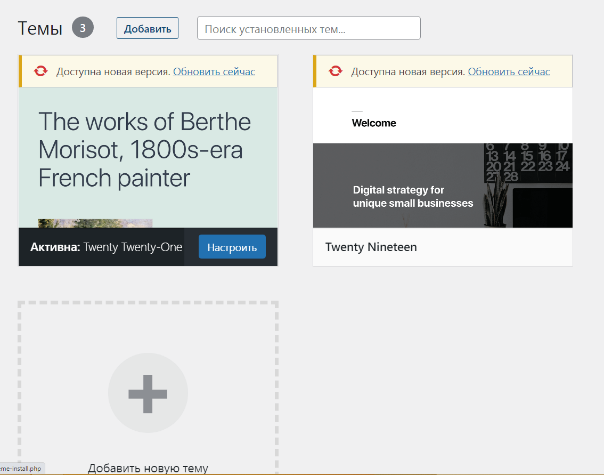 Темы 3 Добавить Поиск установленных тем...
Доступна новая версия. Обновить сейчас
The works of Berthe
Morisot, 1800s-era
French painter
Активна: Twenty Twenty-One Настроить
Доступна новая версия. Обновить сейчас
Welcome
Digital strategy for
unique small businesses
Twenty Nineteen
Добавить новую тему
eme-install.php